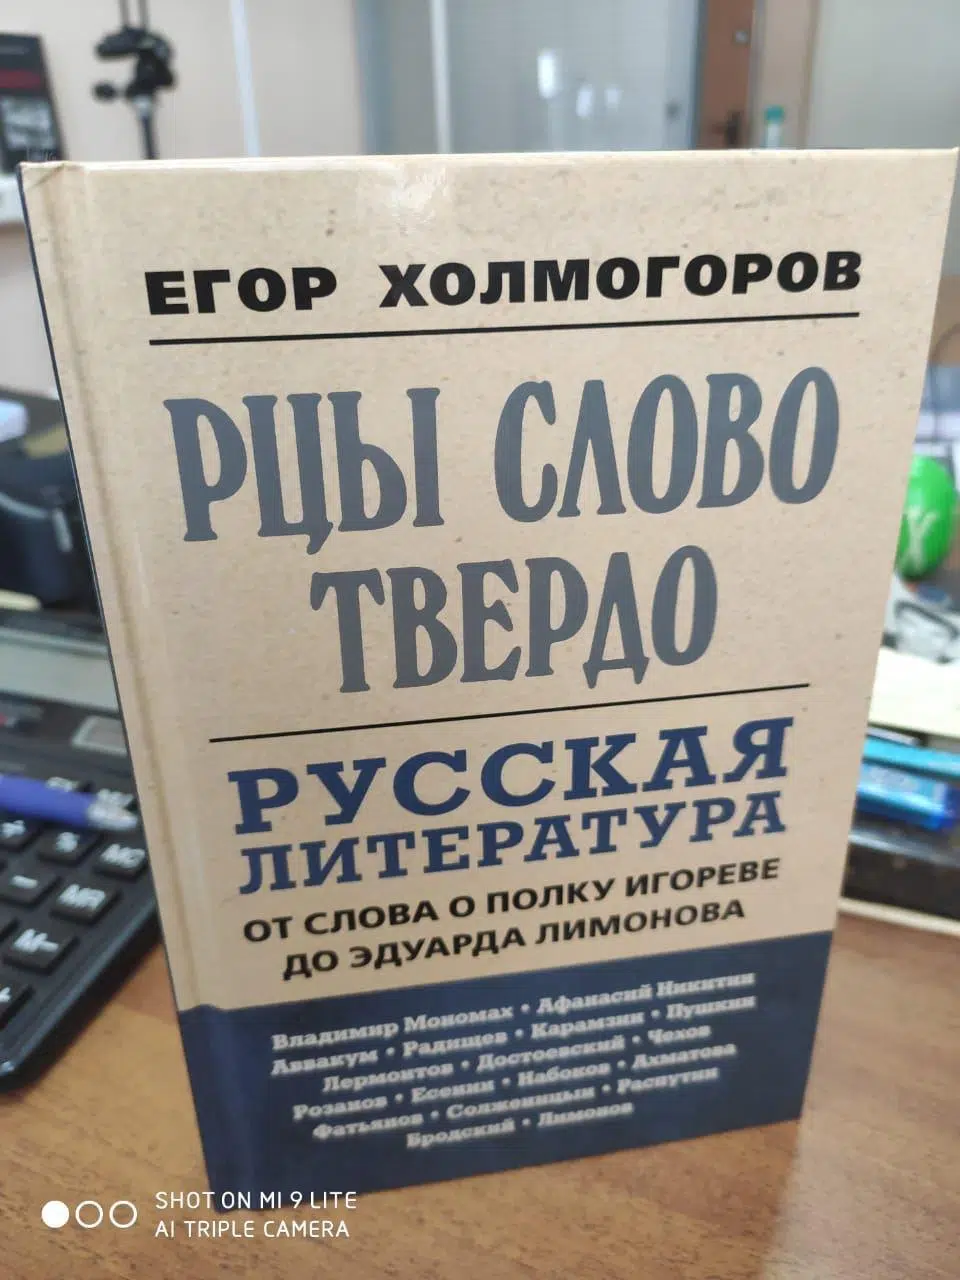 ЕГОР ХОЛМОГОРОВ
РЦЫ СЛОВО
ТВЕРДО
РУССКАЯ
ЛИТЕРАТУРА
ОТ СЛОВА О ПОЛКУ ИГОРЕВЕ
ДО ЭДУАРДА ЛИМОНОВА
Владимир Мономах • Афанасий Никитин
Аввакум • Радищев • Карамзин • Пушкин
Лермонтов • Достоевский • Чехов
Розанов • Есенин • Набоков • Ахматова
Фатьянов • Солженицын • Распутин
Бродский • Лимонов
%
MC
MR
M-
SHOT ON MI 9 LITE
AI TRIPLE CAMERA